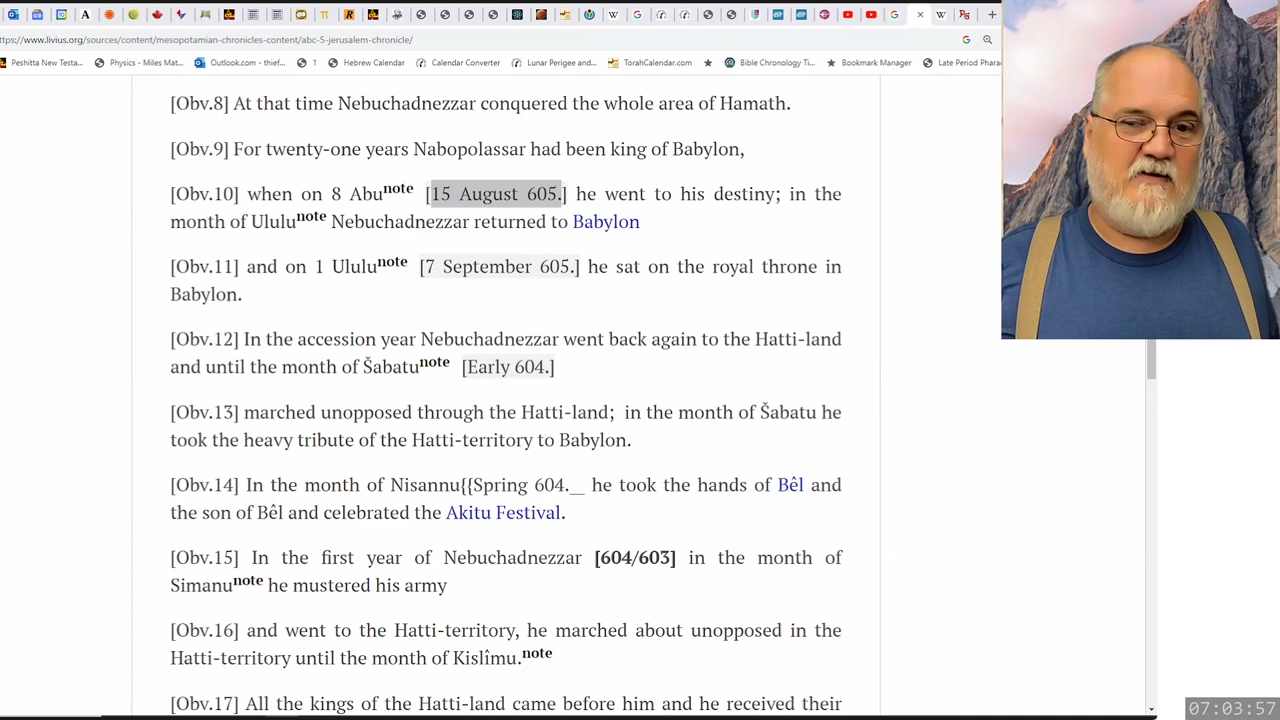 ttps://www.livius.org/sources/content/mesopotamian-chronicles-content/abc-5-jerusalem-chronicle/
Peshitta New Testa... Physics - Miles Mat... Outlook.com - thief... 1 Hebrew Calendar Calendar Converter Lunar Perigee and... TorahCalendar.com Bible Chronology Ti... Bookmark Manager Late Period Phara
[Obv.8] At that time Nebuchadnezzar conquered the whole area of Hamath.
[Obv.9] For twenty-one years Nabopolassar had been king of Babylon,
[Obv.10] when on 8 Abunote [15 August 605.] he went to his destiny; in the
month of Ululunote Nebuchadnezzar returned to Babylon
[Obv.11] and on 1 Ululunote [7 September 605.] he sat on the royal throne in
Babylon.
[Obv.12] In the accession year Nebuchadnezzar went back again to the Hatti-land
and until the month of Šabatunote [Early 604.]
[Obv.13] marched unopposed through the Hatti-land; in the month of Šabatu he
took the heavy tribute of the Hatti-territory to Babylon.
[Obv.14] In the month of Nisannu{{Spring 604.__ he took the hands of Bêl and
the son of Bêl and celebrated the Akitu Festival.
[Obv.15] In the first year of Nebuchadnezzar [604/603] in the month of
Simanunote he mustered his army
[Obv.16] and went to the Hatti-territory, he marched about unopposed in the
Hatti-territory until the month of Kislîmu.note
[Obv.17] All the kings of the Hatti-land came before him and he received their
07:03:57